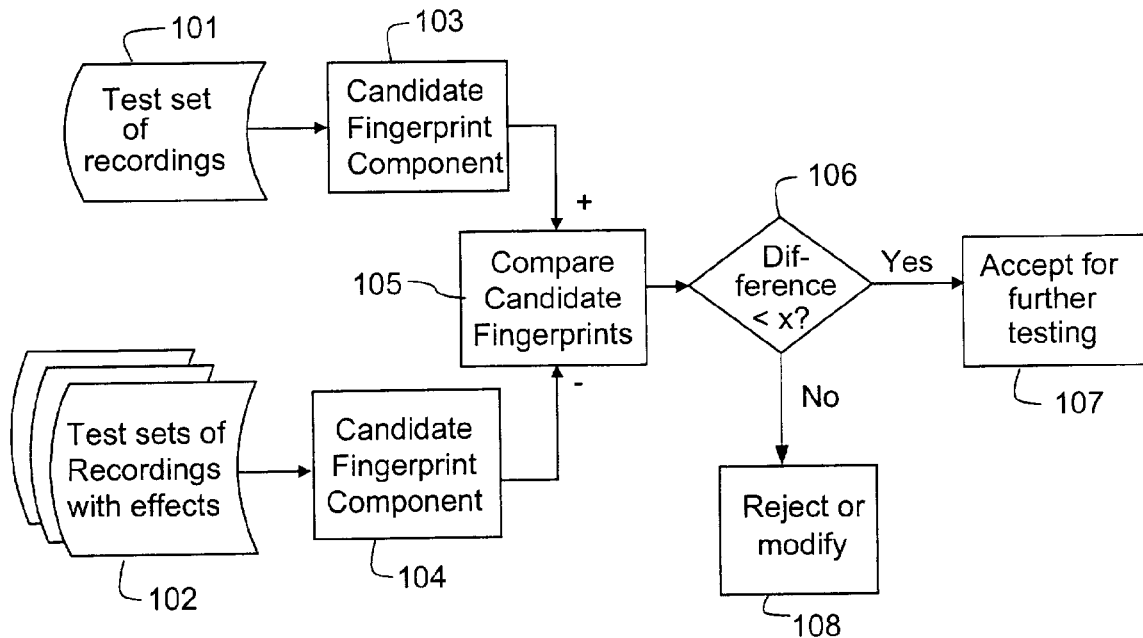 101
Test set
of
recordings
103
Candidate
Fingerprint
Component
+
105
Compare
Candidate
Fingerprints
-
106
Dif-
ference
< x?
Yes
Accept for
further
testing
107
No
Reject or
modify
108
Test sets of
Recordings
with effects
102
Candidate
Fingerprint
Component
104